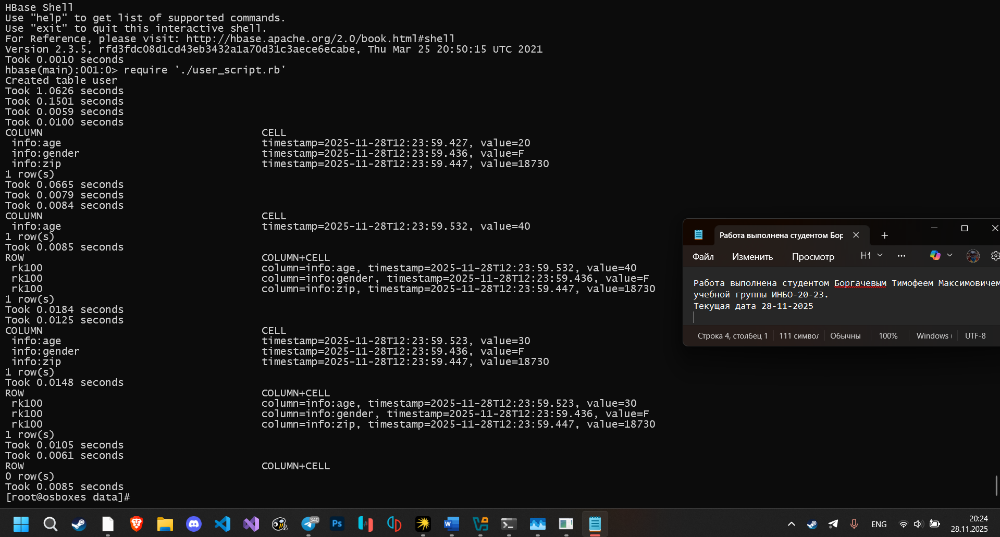 HBase Shell
Use "help" to get list of supported commands.
Use "exit" to quit this interactive shell.
For Reference, please visit: http://hbase.apache.org/2.0/book.html#shell
Version 2.3.5, rfd3fdc08d1cd43eb3432a1a70d31c3aece6ecabe, Thu Mar 25 20:50:15 UTC 2021
Took 0.0010 seconds
hbase(main):001:0> require './user_script.rb'
Created table user
Took 1.0626 seconds
Took 0.1501 seconds
Took 0.0059 seconds
Took 0.0100 seconds
COLUMN CELL
info:age timestamp=2025-11-28T12:23:59.427, value=20
info:gender timestamp=2025-11-28T12:23:59.436, value=F
info:zip timestamp=2025-11-28T12:23:59.447, value=18730
1 row(s)
Took 0.0665 seconds
Took 0.0079 seconds
Took 0.0084 seconds
COLUMN CELL
info:age timestamp=2025-11-28T12:23:59.532, value=40
1 row(s)
Took 0.0085 seconds
ROW COLUMN+CELL
rk100 column=info:age, timestamp=2025-11-28T12:23:59.532, value=40
rk100 column=info:gender, timestamp=2025-11-28T12:23:59.436, value=F
rk100 column=info:zip, timestamp=2025-11-28T12:23:59.447, value=18730
1 row(s)
Took 0.0184 seconds
Took 0.0125 seconds
COLUMN CELL
info:age timestamp=2025-11-28T12:23:59.523, value=30
info:gender timestamp=2025-11-28T12:23:59.436, value=F
info:zip timestamp=2025-11-28T12:23:59.447, value=18730
1 row(s)
Took 0.0148 seconds
ROW COLUMN+CELL
rk100 column=info:age, timestamp=2025-11-28T12:23:59.523, value=30
rk100 column=info:gender, timestamp=2025-11-28T12:23:59.436, value=F
rk100 column=info:zip, timestamp=2025-11-28T12:23:59.447, value=18730
1 row(s)
Took 0.0105 seconds
Took 0.0061 seconds
ROW COLUMN+CELL
0 row(s)
Took 0.0085 seconds
[root@osboxes data]#
Работа выполнена студентом Бор
Файл Изменить Просмотр H1 ...
Работа выполнена студентом Боргачевым Тимофеем Максимовичем
учебной группы ИНБО-20-23.
Текущая дата 28-11-2025
Строка 4, столбец 1 111 символ Обычны 100% Windows ( UTF-8
340 Ps W
ENG 20:24
28.11.2025